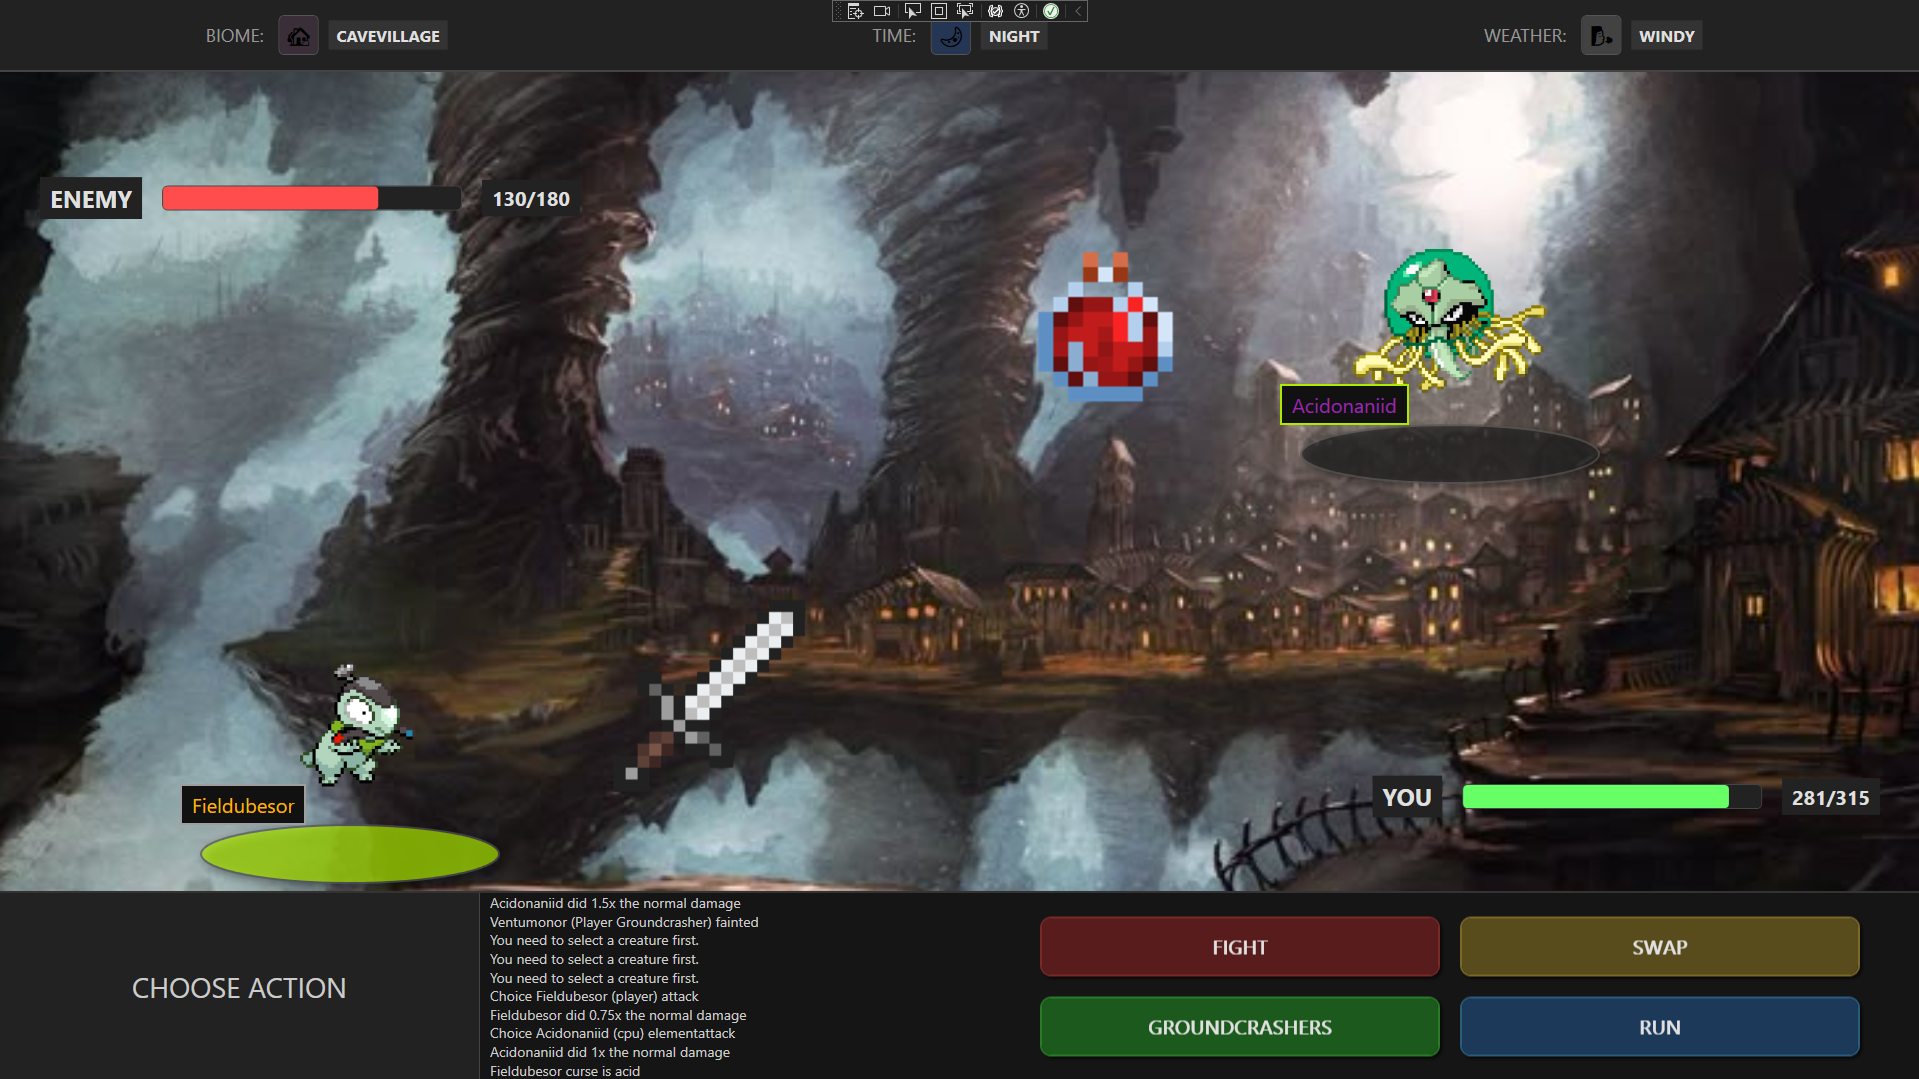 BIOME:
CAVEVILLAGE
TIME:
NIGHT
WEATHER:
WINDY
ENEMY
130/180
Acidonaniid
Fieldubesor
YOU
281/315
CHOOSE ACTION
Acidonaniid did 1.5x the normal damage
Ventumonor (Player Groundcrasher) fainted
You need to select a creature first.
You need to select a creature first.
You need to select a creature first.
Choice Fieldubesor (player) attack
Fieldubesor did 0.75x the normal damage
Choice Acidonaniid (cpu) elementattack
Acidonaniid did 1x the normal damage
Fieldubesor curse is acid
FIGHT
SWAP
GROUNDCRASHERS
RUN